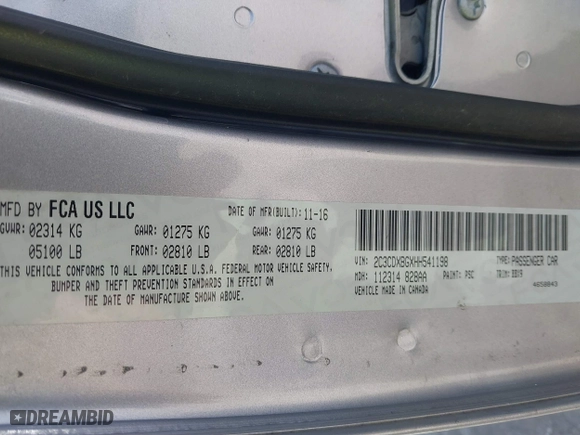 MFD BY FCA US LLC
DATE OF MFR(BUILT): 11-16
GVWR: 02314 KG
GAWR: 01275 KG
GAWR: 01275 KG
05100 LB
FRONT: 02810 LB
REAR: 02810 LB
THIS VEHICLE CONFORMS TO ALL APPLICABLE U.S.A. FEDERAL MOTOR VEHICLE SAFETY,
BUMPER AND THEFT PREVENTION STANDARDS IN EFFECT ON
THE DATE OF MANUFACTURE SHOWN ABOVE.
VIN: 2C3CDXBGXHH541198
TYPE: PASSENGER CAR
MDH: 112314 828AA
PAINT: PSC
TRIM: BBX9
VEHICLE MADE IN CANADA
DREAMBID